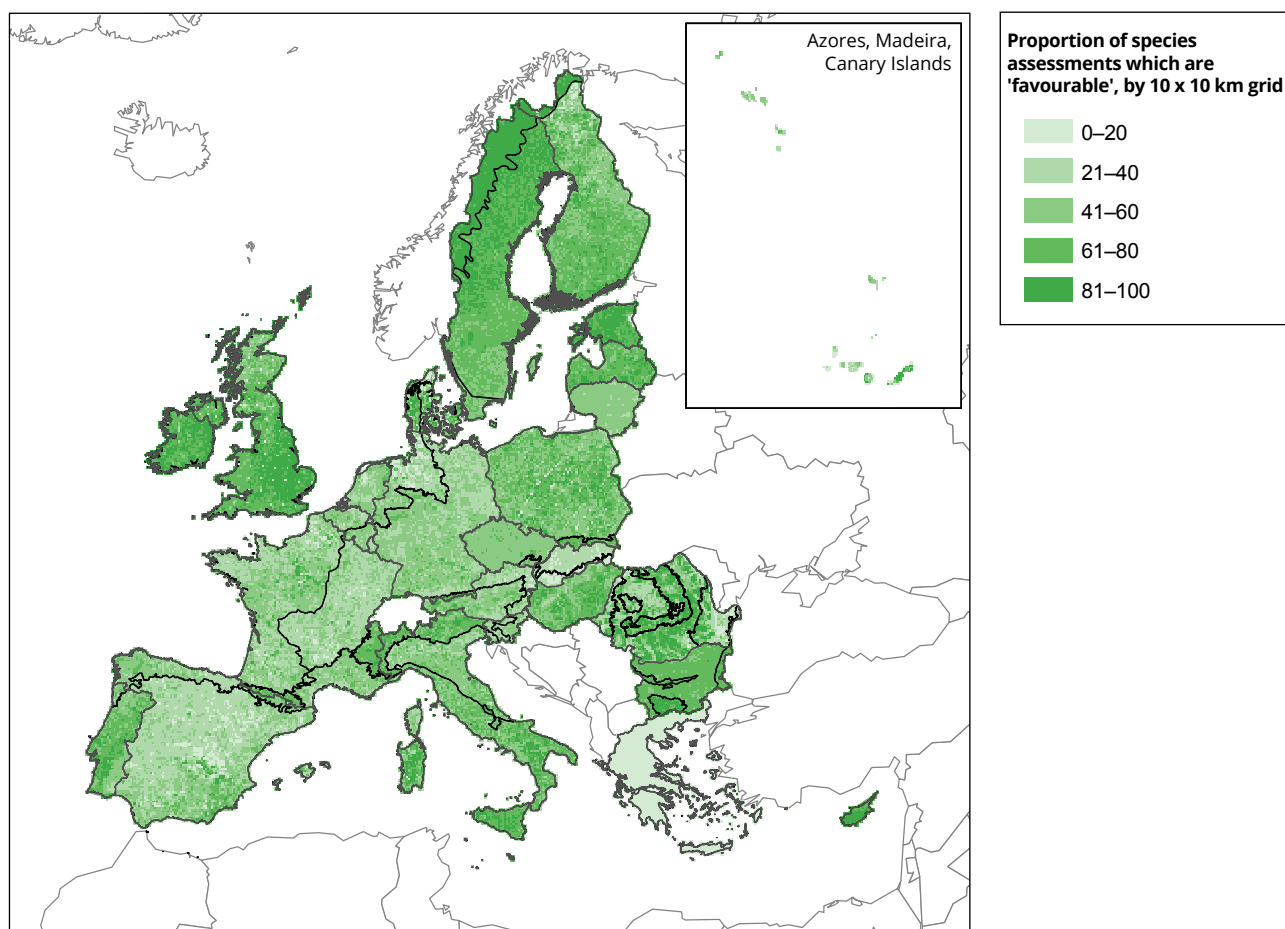 Azores, Madeira,
Canary Islands
Proportion of species
assessments which are
'favourable', by 10 x 10 km grid
0–20
21–40
41–60
61–80
81–100